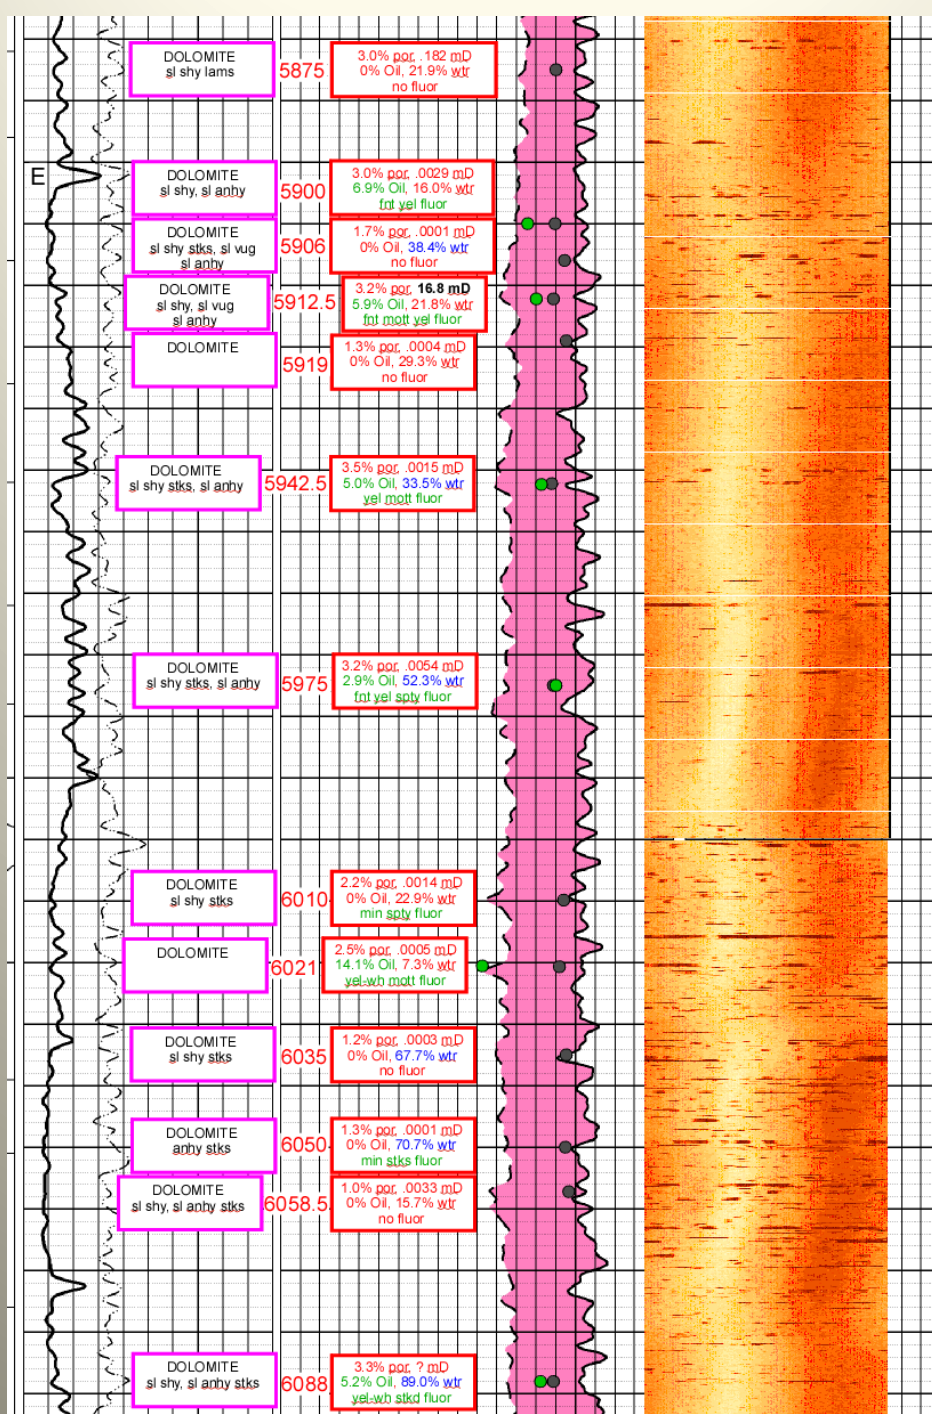 DOLOMITE
sl shy lams
5875
3.0% por, .182 mD
0% Oil, 21.9% wtr
no fluor
E
DOLOMITE
sl shy, sl anhy
5900
3.0% por, .0029 mD
6.9% Oil, 16.0% wtr
fnt yel fluor
DOLOMITE
sl shy stks, sl vug
sl anhy
5906
1.7% por, .0001 mD
0% Oil, 38.4% wtr
no fluor
DOLOMITE
sl shy, sl vug
sl anhy
5912.5
3.2% por, 16.8 mD
5.9% Oil, 21.8% wtr
fnt mott yel fluor
DOLOMITE
5919
1.3% por, .0004 mD
0% Oil, 29.3% wtr
no fluor
DOLOMITE
sl shy stks, sl anhy
5942.5
3.5% por, .0015 mD
5.0% Oil, 33.5% wtr
yel mott fluor
DOLOMITE
sl shy stks, sl anhy
5975
3.2% por, .0054 mD
2.9% Oil, 52.3% wtr
fnt yel spty fluor
DOLOMITE
sl shy stks
6010
2.2% por, .0014 mD
0% Oil, 22.9% wtr
min spty fluor
DOLOMITE
6021
2.5% por, .0005 mD
14.1% Oil, 7.3% wtr
yel-wh mott fluor
DOLOMITE
sl shy stks
6035
1.2% por, .0003 mD
0% Oil, 67.7% wtr
no fluor
DOLOMITE
anhy stks
6050
1.3% por, .0001 mD
0% Oil, 70.7% wtr
min stks fluor
DOLOMITE
sl shy, sl anhy stks
6058.5
1.0% por, .0033 mD
0% Oil, 15.7% wtr
no fluor
DOLOMITE
sl shy, sl anhy stks
6088
3.3% por, ? mD
5.2% Oil, 89.0% wtr
yel-wh stkd fluor